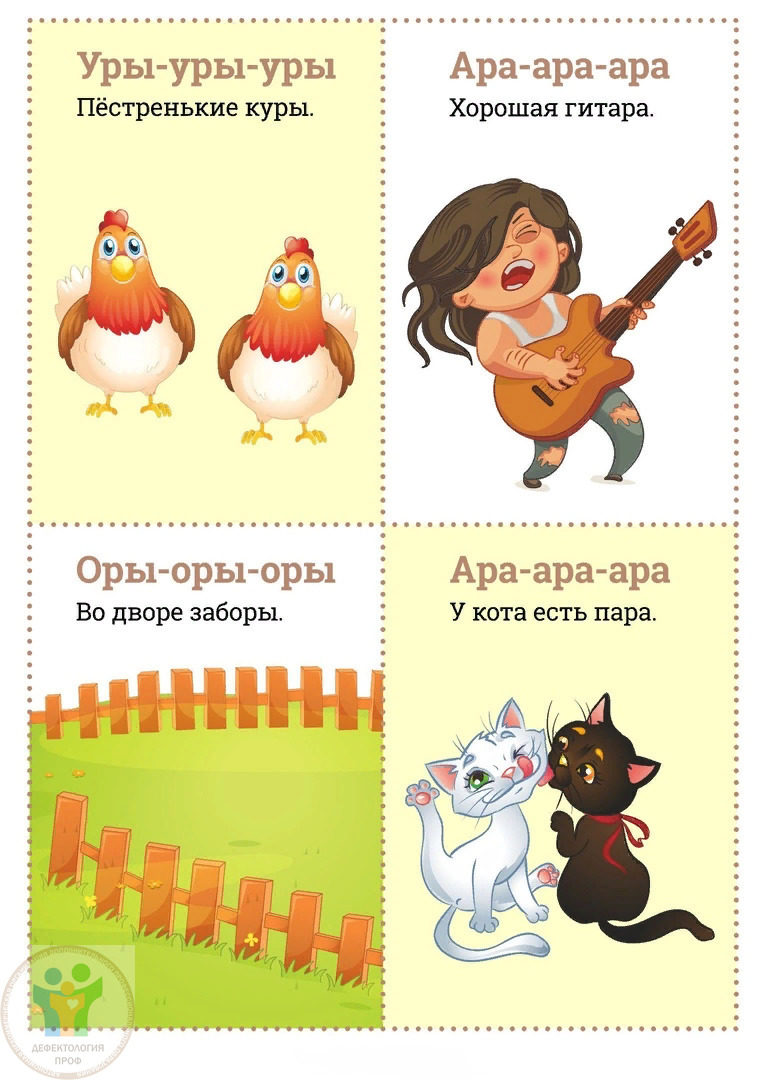 Уры-уры-уры
Пёстренькие куры.
Ара-ара-ара
Хорошая гитара.
Оры-оры-оры
Во дворе заборы.
Ара-ара-ара
У кота есть пара.
ДЕФЕКТОЛОГИЯ
ПРОФ